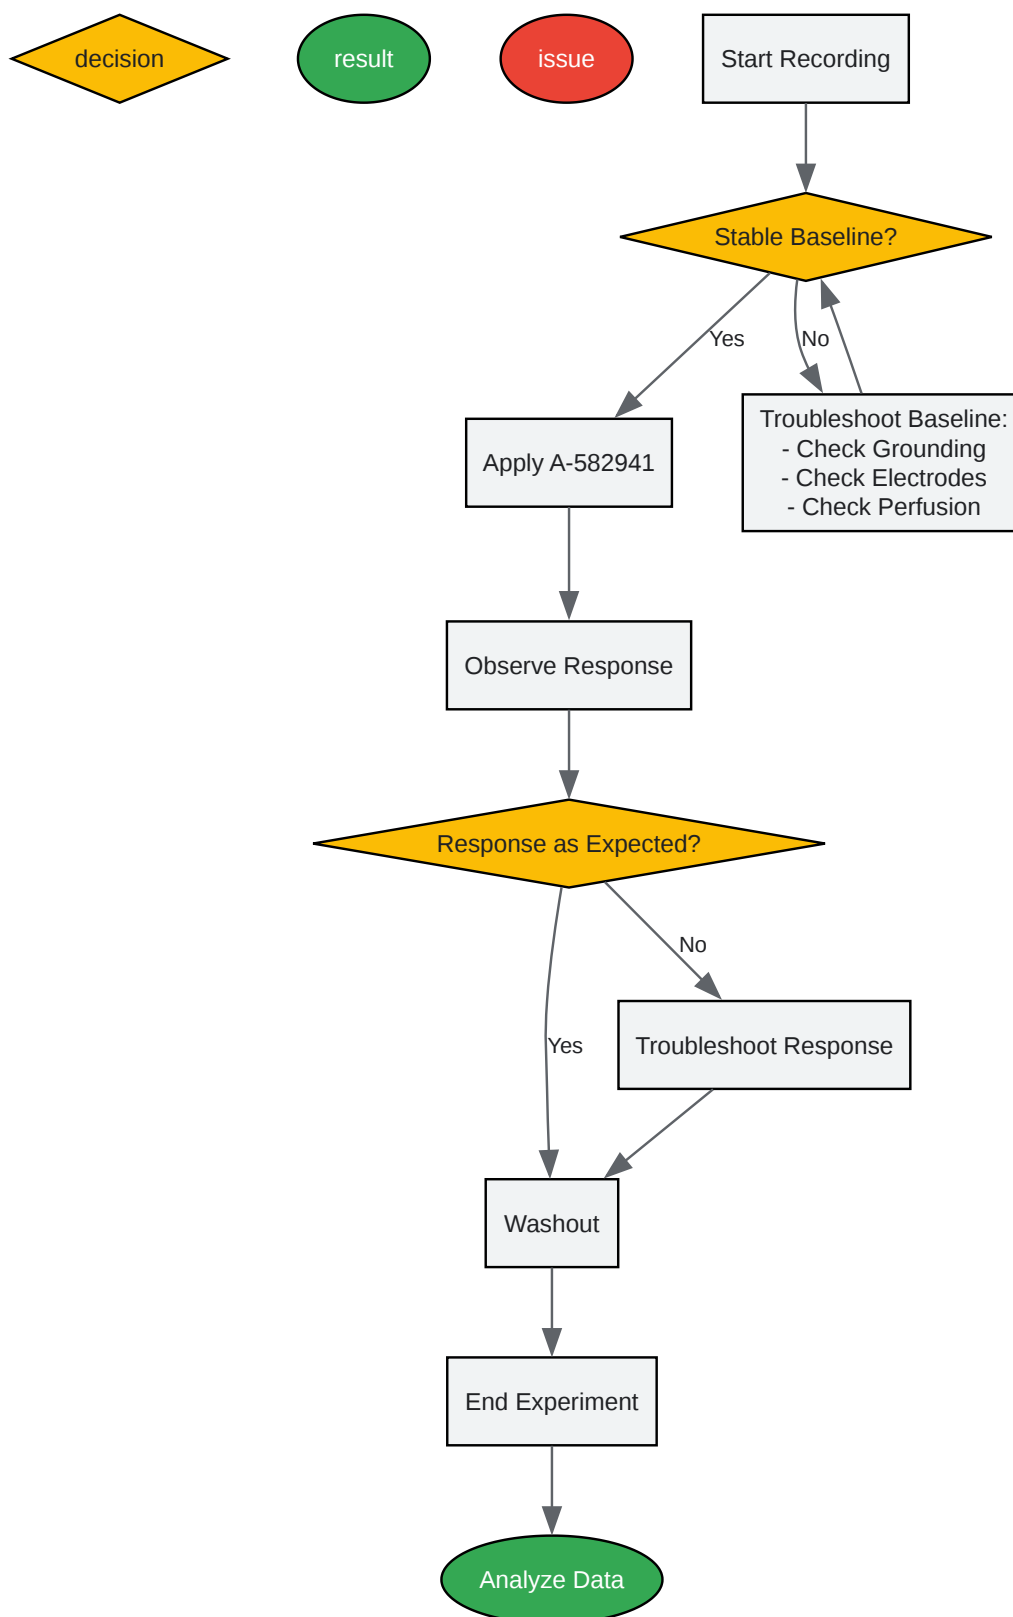 decision
result
issue
Start Recording
Stable Baseline?
Yes
No
Troubleshoot Baseline:
- Check Grounding
- Check Electrodes
- Check Perfusion
Apply A-582941
Observe Response
Response as Expected?
No
Yes
Troubleshoot Response
Washout
End Experiment
Analyze Data